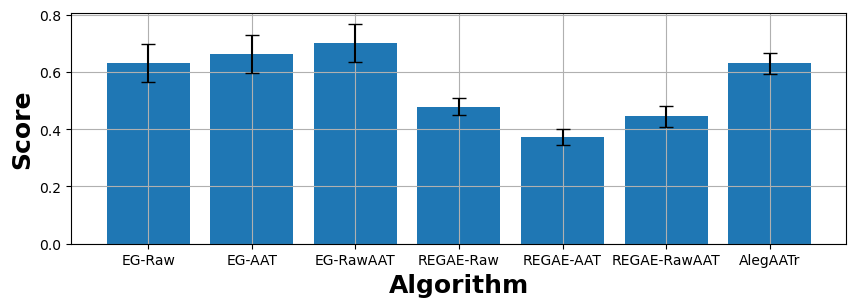 0.8
0.6
0.4
0.2
0.0
Score
EG-Raw EG-AAT EG-RawAAT REGAE-Raw REGAE-AAT REGAE-RawAAT AlegAATr
Algorithm